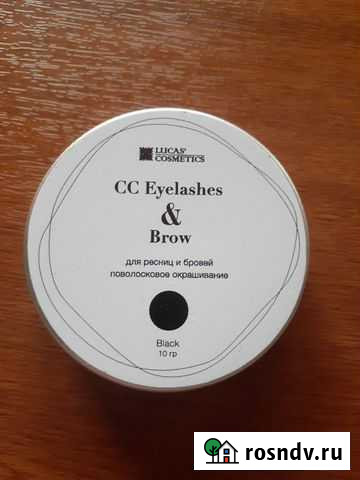 LUCAS'
COSMETICS
CC Eyelashes
&
Brow
для ресниц и бровей
поволосковое окрашивание
Black
10 гр
rosndv.ru